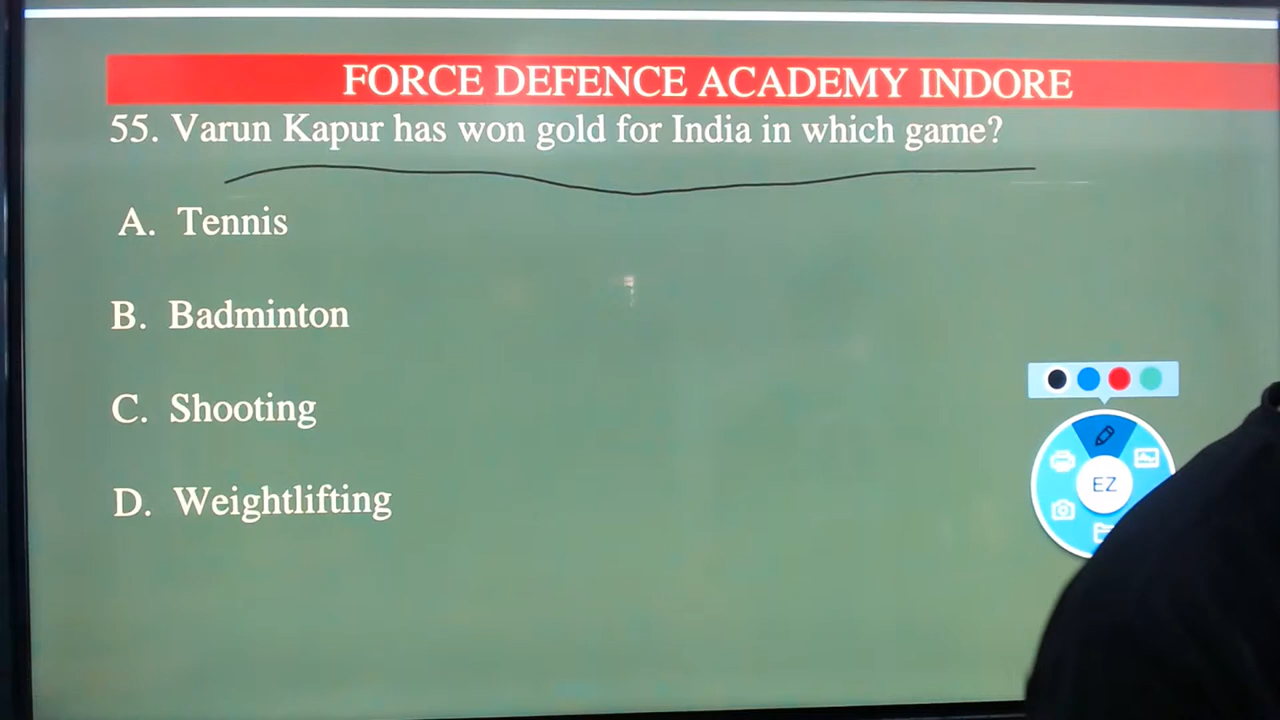 FORCE DEFENCE ACADEMY INDORE
55. Varun Kapur has won gold for India in which game?
A. Tennis
B. Badminton
C. Shooting
D. Weightlifting
EZ